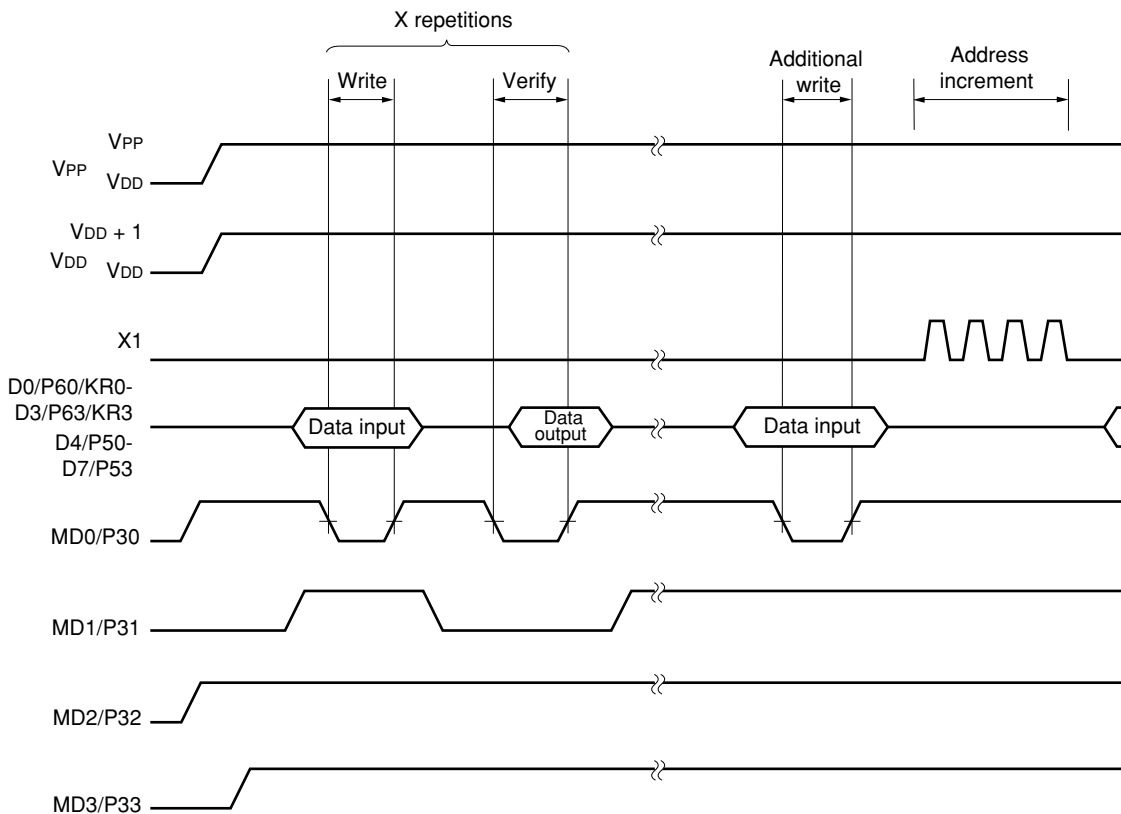 X repetitions
Write
Verify
Additional
write
Address
increment
VPP
VPP
VDD
VDD + 1
VDD
VDD
X1
D0/P60/KR0-
D3/P63/KR3
D4/P50-
D7/P53
Data input
Data
output
Data input
MD0/P30
MD1/P31
MD2/P32
MD3/P33